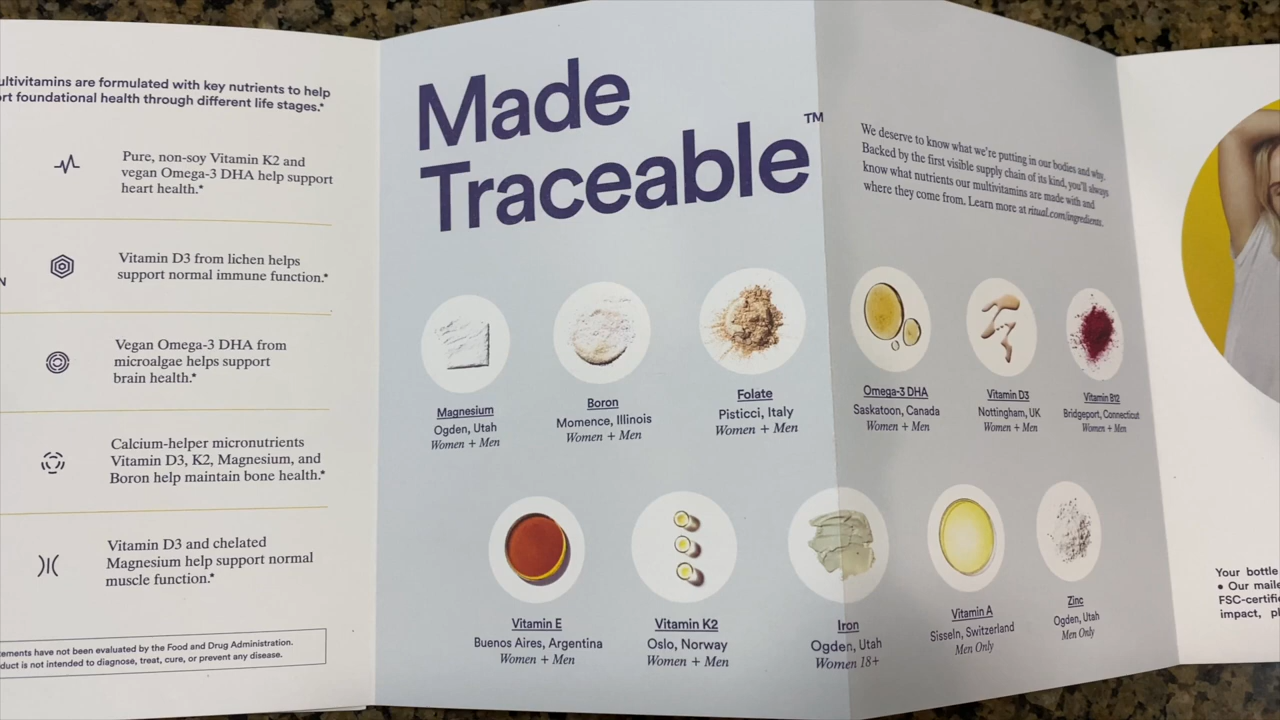 ultivitamins are formulated with key nutrients to help
rt foundational health through different life stages.*
Pure, non-soy Vitamin K2 and
vegan Omega-3 DHA help support
heart health.*
Vitamin D3 from lichen helps
support normal immune function.*
N
Vegan Omega-3 DHA from
microalgae helps support
brain health.*
Calcium-helper micronutrients
Vitamin D3, K2, Magnesium, and
Boron help maintain bone health.*
Vitamin D3 and chelated
Magnesium help support normal
muscle function.*
ements have not been evaluated by the Food and Drug Administration.
duct is not intended to diagnose, treat, cure, or prevent any disease.
Made
Traceable™
We deserve to know what we're putting in our bodies and why.
Backed by the first visible supply chain of its kind, you'll always
know what nutrients our multivitamins are made with and
where they come from. Learn more at ritual.com/ingredients.
Magnesium
Ogden, Utah
Women + Men
Boron
Momence, Illinois
Women + Men
Folate
Pisticci, Italy
Women + Men
Omega-3 DHA
Saskatoon, Canada
Women + Men
Vitamin D3
Nottingham, UK
Women + Men
Vitamin B12
Bridgeport, Connecticut
Women + Men
Vitamin E
Buenos Aires, Argentina
Women + Men
Vitamin K2
Oslo, Norway
Women + Men
Iron
Ogden, Utah
Women 18+
Vitamin A
Sisseln, Switzerland
Men Only
Zinc
Ogden, Utah
Men Only
Your bottle,
• Our maile
FSC-certifie
impact, pl